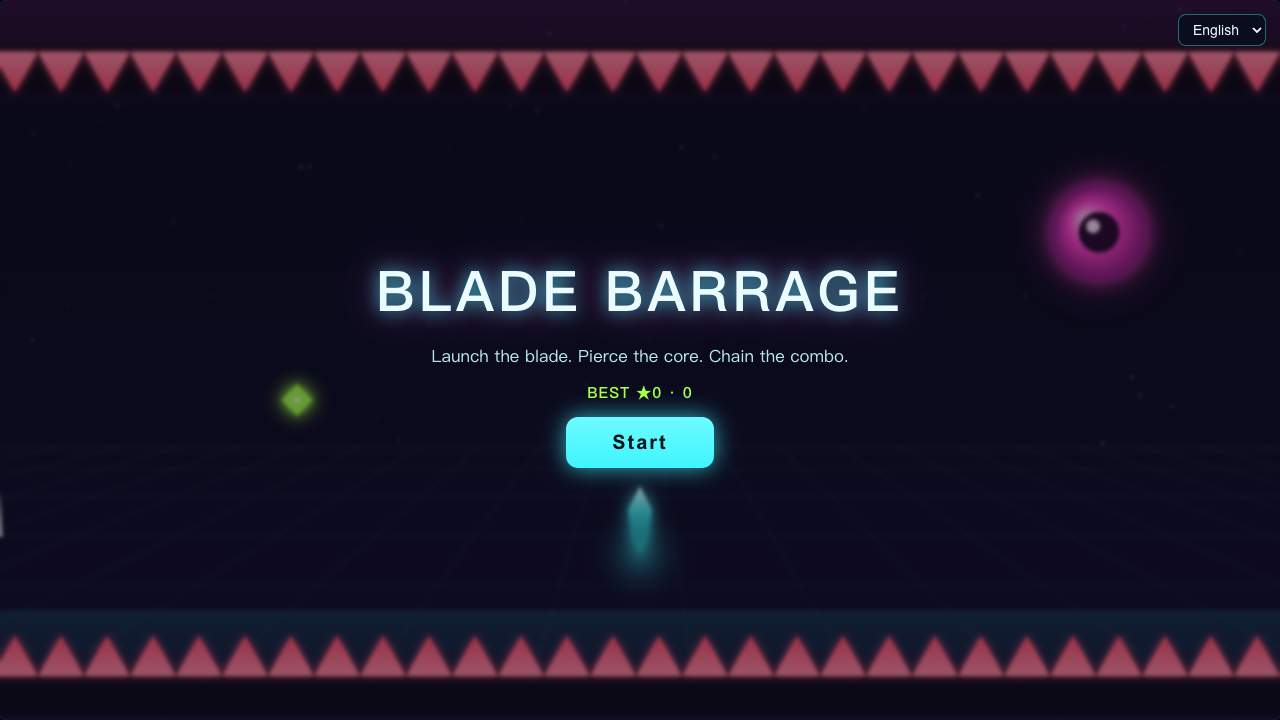 English
BLADE BARRAGE
Launch the blade. Pierce the core. Chain the combo.
BEST ★0 · 0
Start